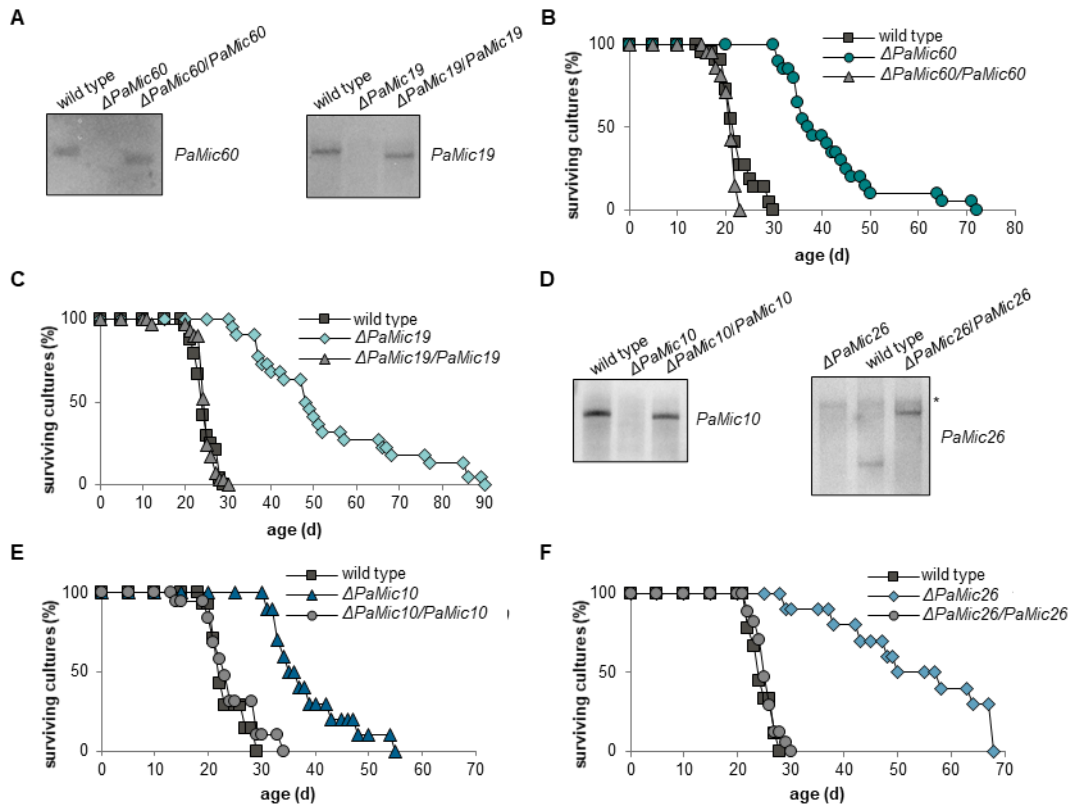 A
wild type
ΔPaMic60
ΔPaMic60/PaMic60
PaMic60
wild type
ΔPaMic19
ΔPaMic19/PaMic19
PaMic19
B
surviving cultures (%)
100
50
0
0 10 20 30 40 50 60 70 80
age (d)
wild type
ΔPaMic60
ΔPaMic60/PaMic60
C
surviving cultures (%)
100
50
0
0 10 20 30 40 50 60 70 80 90
age (d)
wild type
ΔPaMic19
ΔPaMic19/PaMic19
D
wild type
ΔPaMic10
ΔPaMic10/PaMic10
PaMic10
ΔPaMic26
wild type
ΔPaMic26/PaMic26
*
PaMic26
E
surviving cultures (%)
100
50
0
0 10 20 30 40 50 60 70
age (d)
wild type
ΔPaMic10
ΔPaMic10/PaMic10
F
surviving cultures (%)
100
50
0
0 10 20 30 40 50 60 70
age (d)
wild type
ΔPaMic26
ΔPaMic26/PaMic26